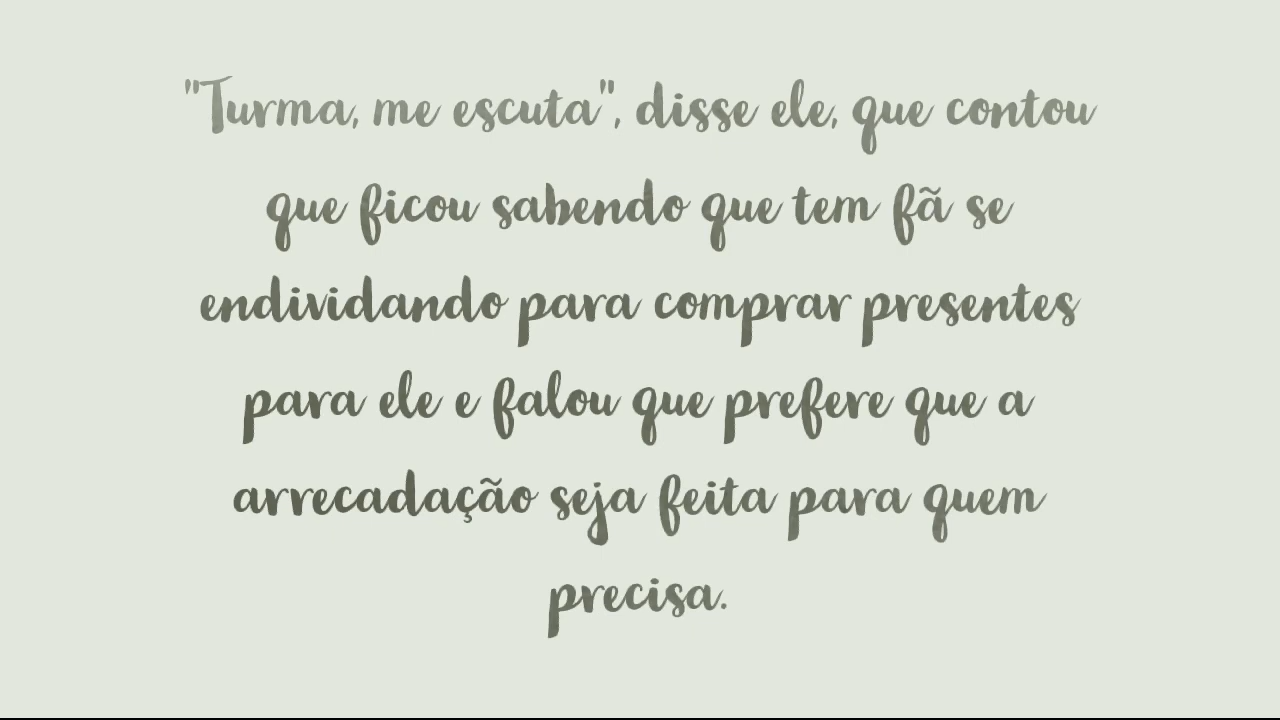 "Turma, me escuta", disse ele, que contou
que ficou sabendo que tem fã se
endividando para comprar presentes
para ele e falou que prefere que a
arrecadação seja feita para quem
precisa.